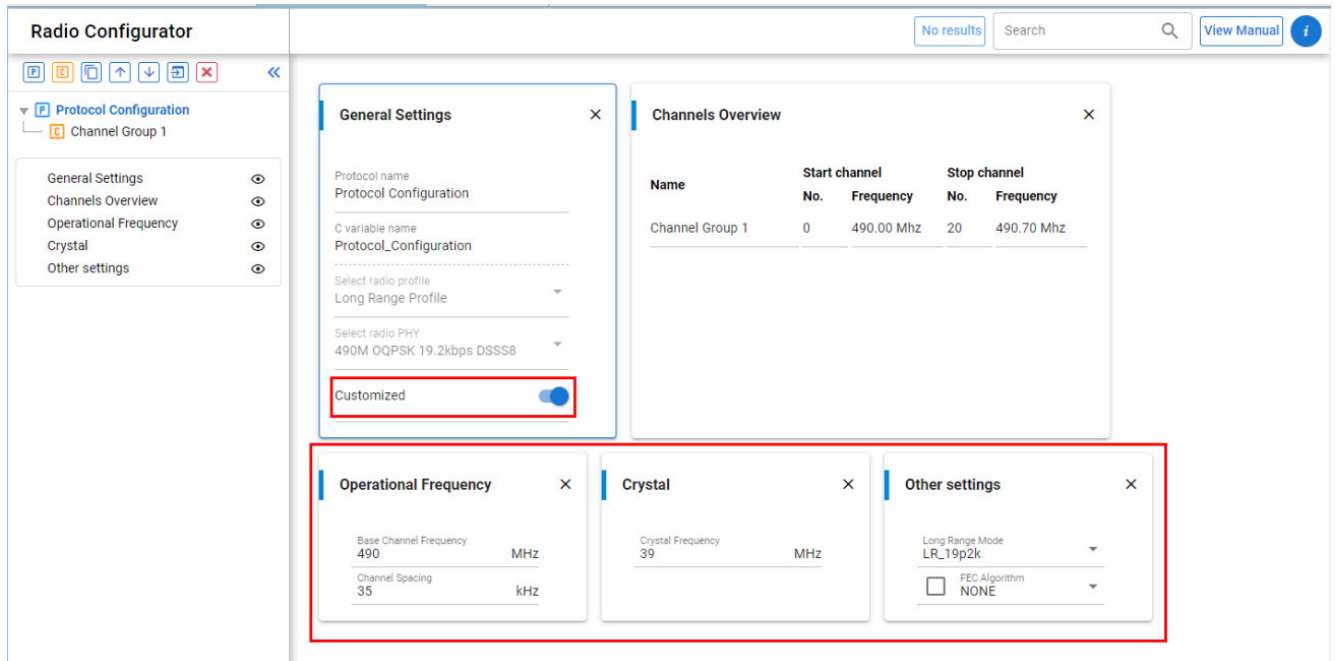 Radio Configurator
No results
Search
View Manual
i
P
C
Protocol Configuration
C
Channel Group 1
General Settings
Channels Overview
Operational Frequency
Crystal
Other settings
General Settings
Protocol name
Protocol Configuration
C variable name
Protocol_Configuration
Select radio profile
Long Range Profile
Select radio PHY
490M OQPSK 19.2kbps DSSS8
Customized
Channels Overview
Start channel Stop channel
Name No. Frequency No. Frequency
Channel Group 1 0 490.00 Mhz 20 490.70 Mhz
Operational Frequency
Base Channel Frequency
490 MHz
Channel Spacing
35 kHz
Crystal
Crystal Frequency
39 MHz
Other settings
Long Range Mode
LR_19p2k
FEC Algorithm
NONE